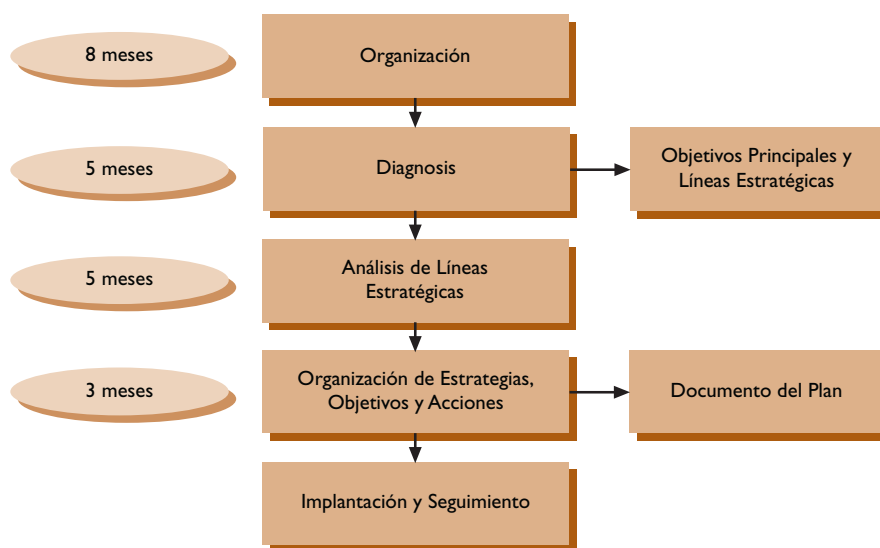 8 meses
Organización
5 meses
Diagnosis
Objetivos Principales y
Líneas Estratégicas
5 meses
Análisis de Líneas
Estratégicas
3 meses
Organización de Estrategias,
Objetivos y Acciones
Documento del Plan
Implantación y Seguimiento